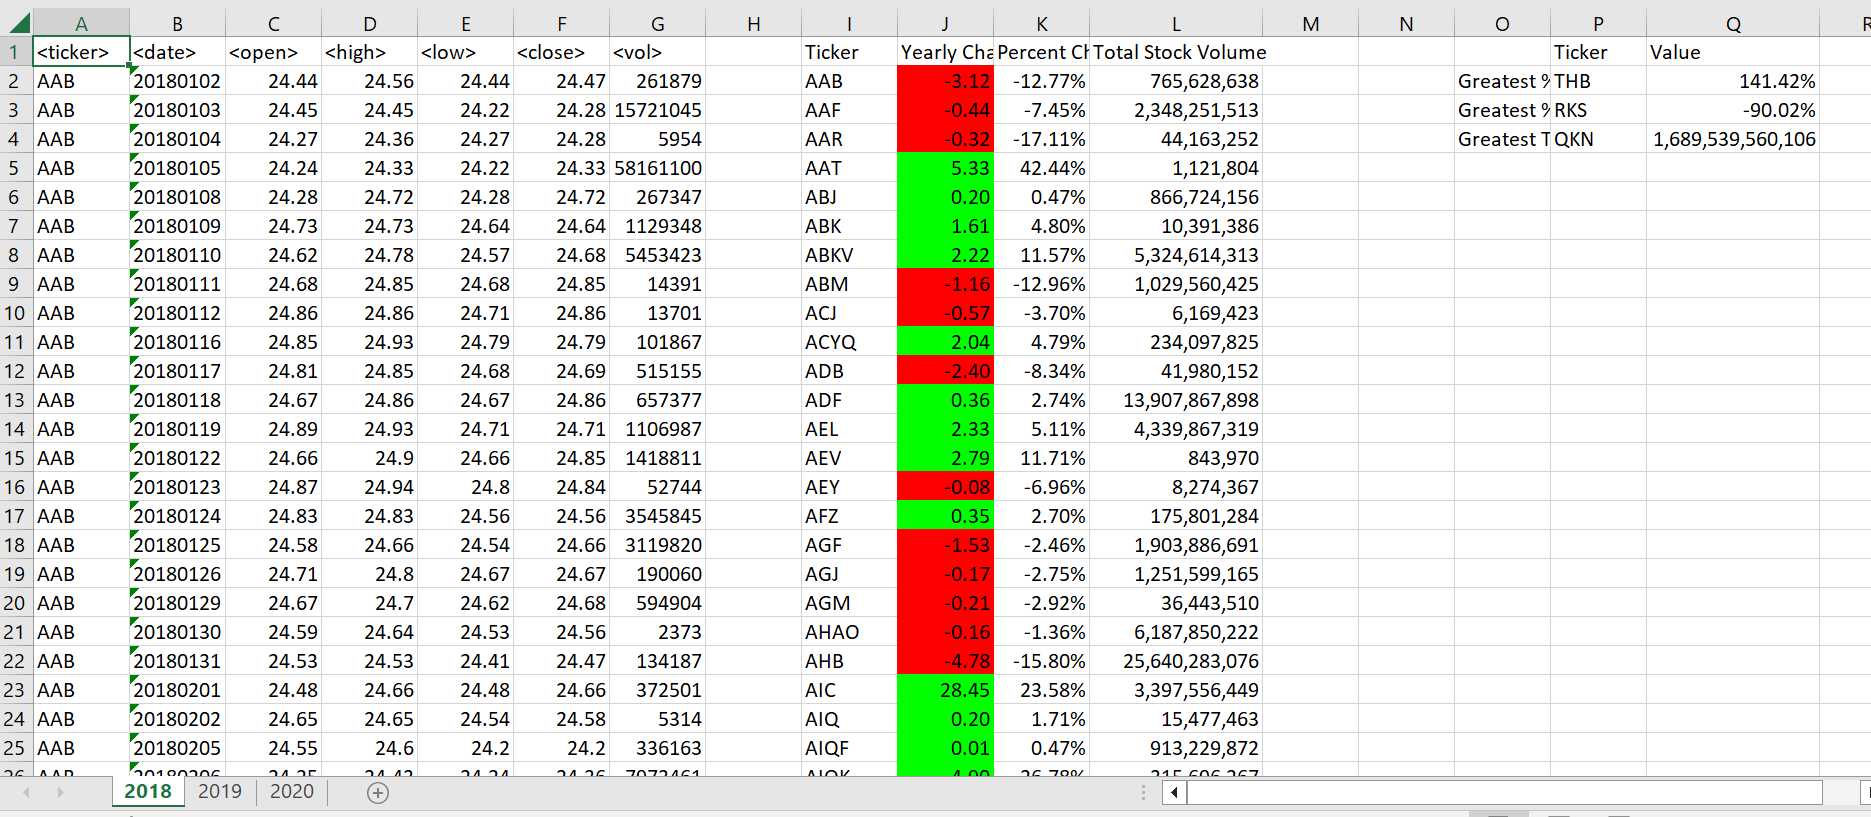 A B C D E F G H I J K L M N O P Q R
1 <ticker> <date> <open> <high> <low> <close> <vol> Ticker Yearly Cha Percent Ch Total Stock Volume Ticker Value
2 AAB 20180102 24.44 24.56 24.44 24.47 261879 AAB -3.12 -12.77% 765,628,638 Greatest % THB 141.42%
3 AAB 20180103 24.45 24.45 24.22 24.28 15721045 AAF -0.44 -7.45% 2,348,251,513 Greatest % RKS -90.02%
4 AAB 20180104 24.27 24.36 24.27 24.28 5954 AAR -0.32 -17.11% 44,163,252 Greatest T QKN 1,689,539,560,106
5 AAB 20180105 24.24 24.33 24.22 24.33 58161100 AAT 5.33 42.44% 1,121,804
6 AAB 20180108 24.28 24.72 24.28 24.72 267347 ABJ 0.20 0.47% 866,724,156
7 AAB 20180109 24.73 24.73 24.64 24.64 1129348 ABK 1.61 4.80% 10,391,386
8 AAB 20180110 24.62 24.78 24.57 24.68 5453423 ABKV 2.22 11.57% 5,324,614,313
9 AAB 20180111 24.68 24.85 24.68 24.85 14391 ABM -1.16 -12.96% 1,029,560,425
10 AAB 20180112 24.86 24.86 24.71 24.86 13701 ACJ -0.57 -3.70% 6,169,423
11 AAB 20180116 24.85 24.93 24.79 24.79 101867 ACYQ 2.04 4.79% 234,097,825
12 AAB 20180117 24.81 24.85 24.68 24.69 515155 ADB -2.40 -8.34% 41,980,152
13 AAB 20180118 24.67 24.86 24.67 24.86 657377 ADF 0.36 2.74% 13,907,867,898
14 AAB 20180119 24.89 24.93 24.71 24.71 1106987 AEL 2.33 5.11% 4,339,867,319
15 AAB 20180122 24.66 24.9 24.66 24.85 1418811 AEV 2.79 11.71% 843,970
16 AAB 20180123 24.87 24.94 24.8 24.84 52744 AEY -0.08 -6.96% 8,274,367
17 AAB 20180124 24.83 24.83 24.56 24.56 3545845 AFZ 0.35 2.70% 175,801,284
18 AAB 20180125 24.58 24.66 24.54 24.66 3119820 AGF -1.53 -2.46% 1,903,886,691
19 AAB 20180126 24.71 24.8 24.67 24.67 190060 AGJ -0.17 -2.75% 1,251,599,165
20 AAB 20180129 24.67 24.7 24.62 24.68 594904 AGM -0.21 -2.92% 36,443,510
21 AAB 20180130 24.59 24.64 24.53 24.56 2373 AHAO -0.16 -1.36% 6,187,850,222
22 AAB 20180131 24.53 24.53 24.41 24.47 134187 AHB -4.78 -15.80% 25,640,283,076
23 AAB 20180201 24.48 24.66 24.48 24.66 372501 AIC 28.45 23.58% 3,397,556,449
24 AAB 20180202 24.65 24.65 24.54 24.58 5314 AIQ 0.20 1.71% 15,477,463
25 AAB 20180205 24.55 24.6 24.2 24.2 336163 AIQF 0.01 0.47% 913,229,872
2018 2019 2020